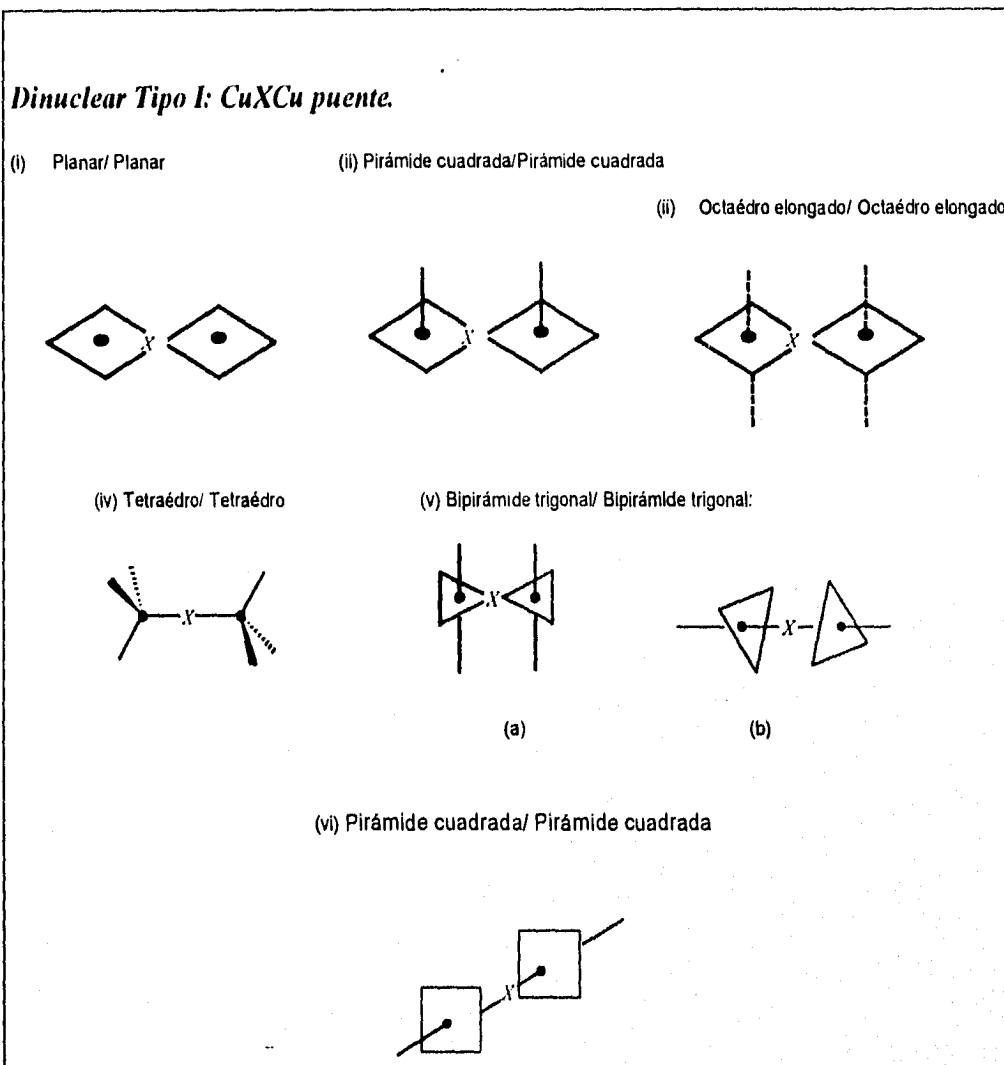 Dinuclear Tipo I: CuXCu puente.
(i) Planar/ Planar
(ii) Pirámide cuadrada/Pirámide cuadrada
(ii) Octaédro elongado/ Octaédro elongado
X
X
X
(iv) Tetraédro/ Tetraédro
(v) Bipirámide trigonal/ Bipirámide trigonal:
X
X
X
(a)
(b)
(vi) Pirámide cuadrada/ Pirámide cuadrada
X